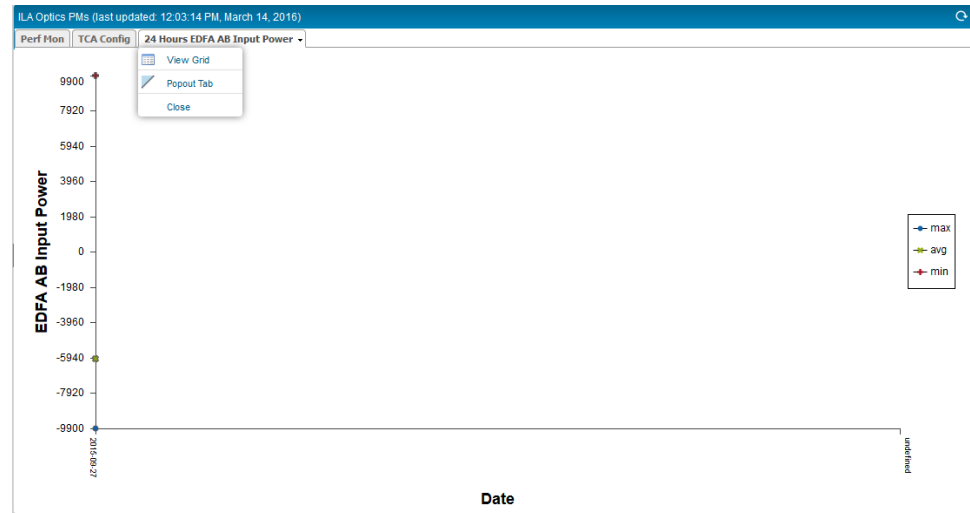 ILA Optics PMs (last updated: 12:03:14 PM, March 14, 2016)
Perf Mon TCA Config 24 Hours EDFA AB Input Power
View Grid
Popout Tab
Close
EDFA AB Input Power
9900
7920
5940
3960
1980
0
-1980
-3960
-5940
-7920
-9900
max
avg
min
2015-09-27
undefined
Date